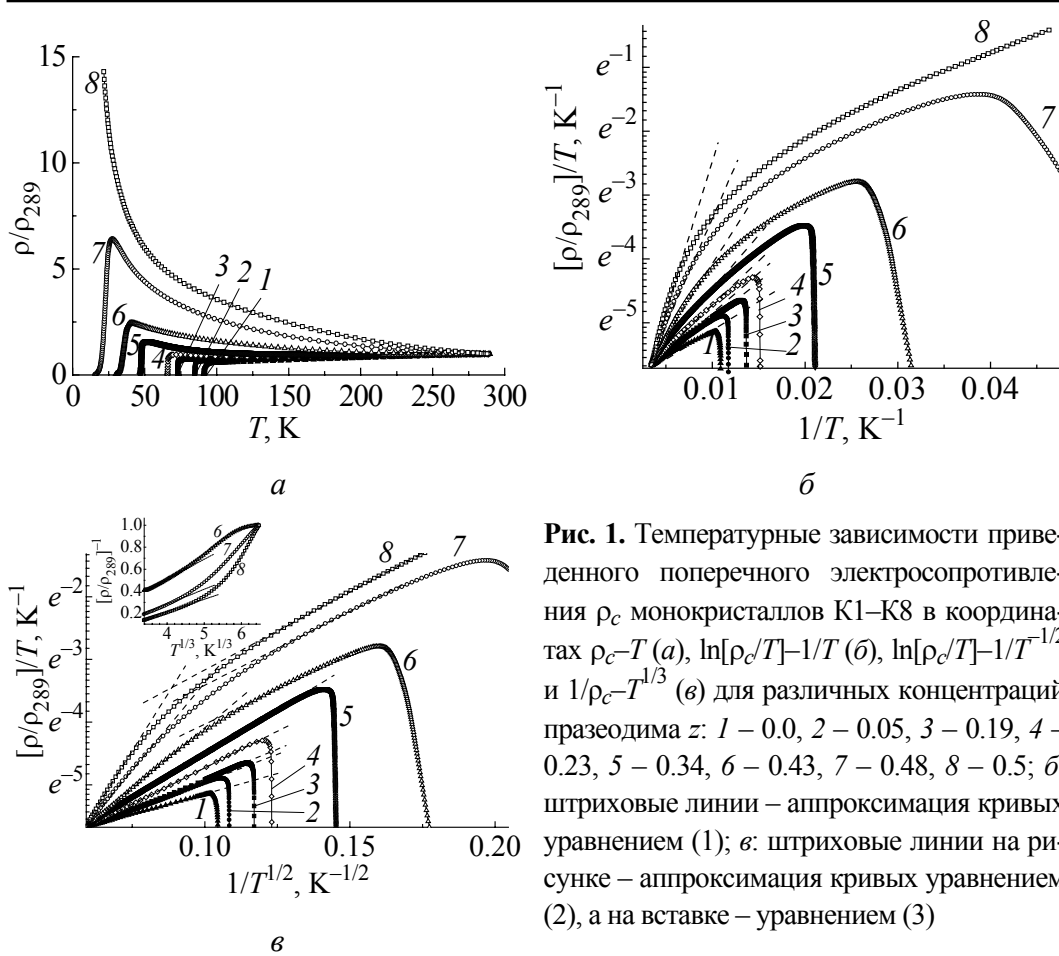 15
10
5
0
ρ/ρ289
8
7
6
5
4
3
2
1
0 50 100 150 200 250 300
T, K
а
e–1
e–2
e–3
e–4
e–5
[ρ/ρ289]/T, K–1
8
7
6
5
4
3
2
1
0.01 0.02 0.03 0.04
1/T, K–1
б
1.0
0.8
0.6
0.4
0.2
[ρ/ρ289]–1
6
7
8
4 5 6
T1/3, K1/3
e–2
e–3
e–4
e–5
[ρ/ρ289]/T, K–1
8
7
6
5
4
3
2
1
0.10 0.15 0.20
1/T1/2, K–1/2
в
Рис. 1. Температурные зависимости приве-
денного поперечного электросопротивле-
ния ρc монокристаллов К1–К8 в координа-
тах ρc–T (а), ln[ρc/T]–1/T (б), ln[ρc/T]–1/T–1/2
и 1/ρc–T1/3 (в) для различных концентраций
празеодима z: 1 – 0.0, 2 – 0.05, 3 – 0.19, 4 –
0.23, 5 – 0.34, 6 – 0.43, 7 – 0.48, 8 – 0.5; б:
штриховые линии – аппроксимация кривых
уравнением (1); в: штриховые линии на ри-
сунке – аппроксимация кривых уравнением
(2), а на вставке – уравнением (3)